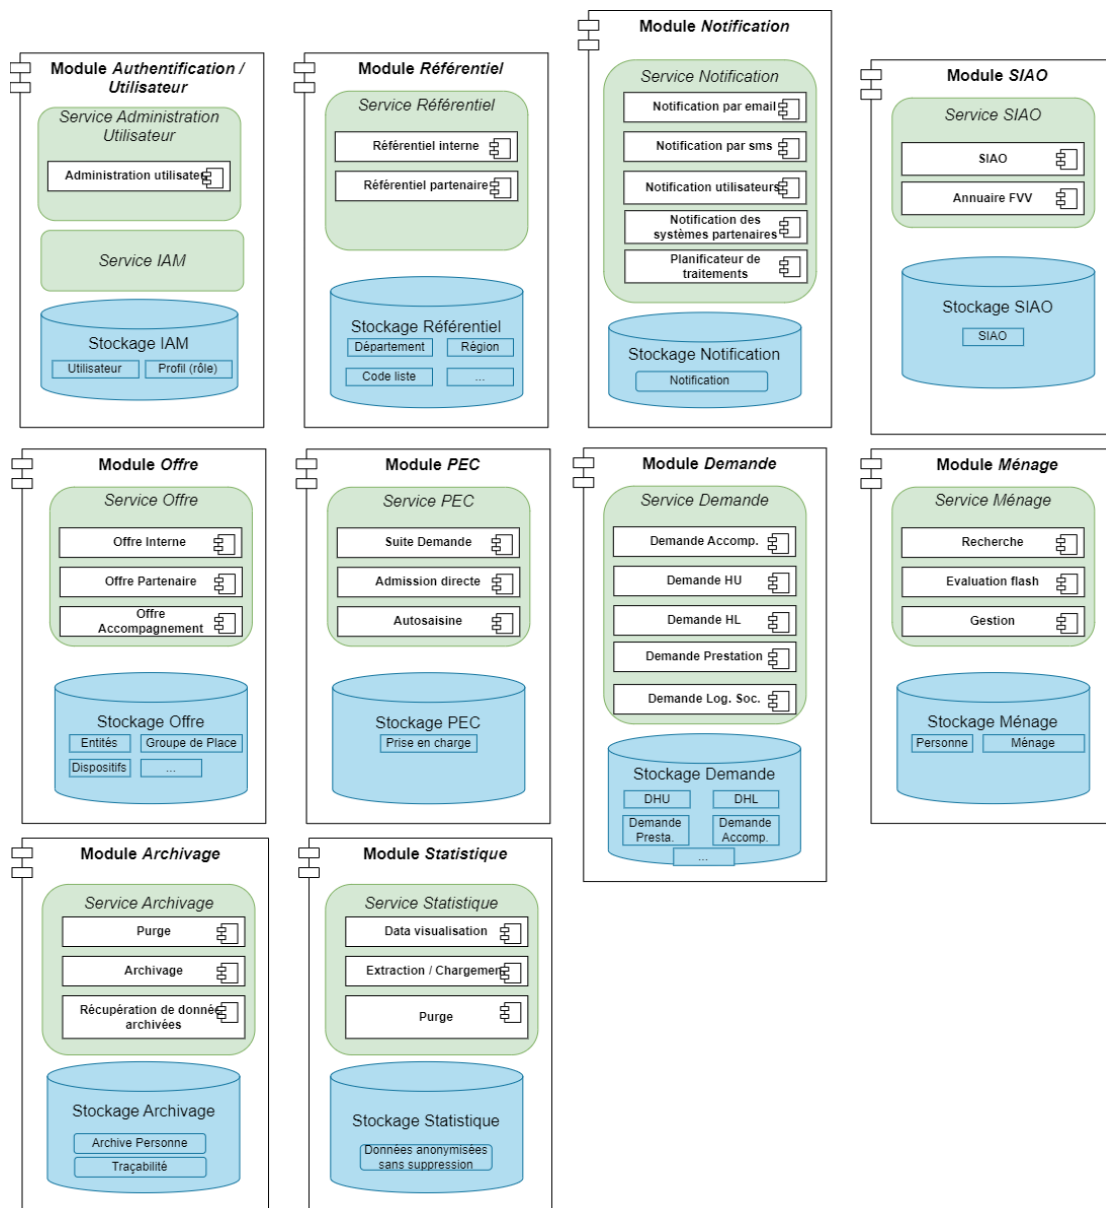 Module Authentification /
Utilisateur
Service Administration
Utilisateur
Administration utilisateu
Service IAM
Stockage IAM
Utilisateur
Profil (rôle)
Module Référentiel
Service Référentiel
Référentiel interne
Référentiel partenaire
Stockage Référentiel
Département
Région
Code liste
...
Module Notification
Service Notification
Notification par email
Notification par sms
Notification utilisateurs
Notification des
systèmes partenaires
Planificateur de
traitements
Stockage Notification
Notification
Module SIAO
Service SIAO
SIAO
Annuaire FVV
Stockage SIAO
SIAO
Module Offre
Service Offre
Offre Interne
Offre Partenaire
Offre
Accompagnement
Stockage Offre
Entités
Groupe de Place
Dispositifs
...
Module PEC
Service PEC
Suite Demande
Admission directe
Autosaisine
Stockage PEC
Prise en charge
Module Demande
Service Demande
Demande Accomp.
Demande HU
Demande HL
Demande Prestation
Demande Log. Soc.
Stockage Demande
DHU
DHL
Demande
Presta.
Demande
Accomp.
...
Module Ménage
Service Ménage
Recherche
Evaluation flash
Gestion
Stockage Ménage
Personne
Ménage
Module Archivage
Service Archivage
Purge
Archivage
Récupération de donnée
archivées
Stockage Archivage
Archive Personne
Traçabilité
Module Statistique
Service Statistique
Data visualisation
Extraction / Chargemen
Purge
Stockage Statistique
Données anonymisées
sans suppression